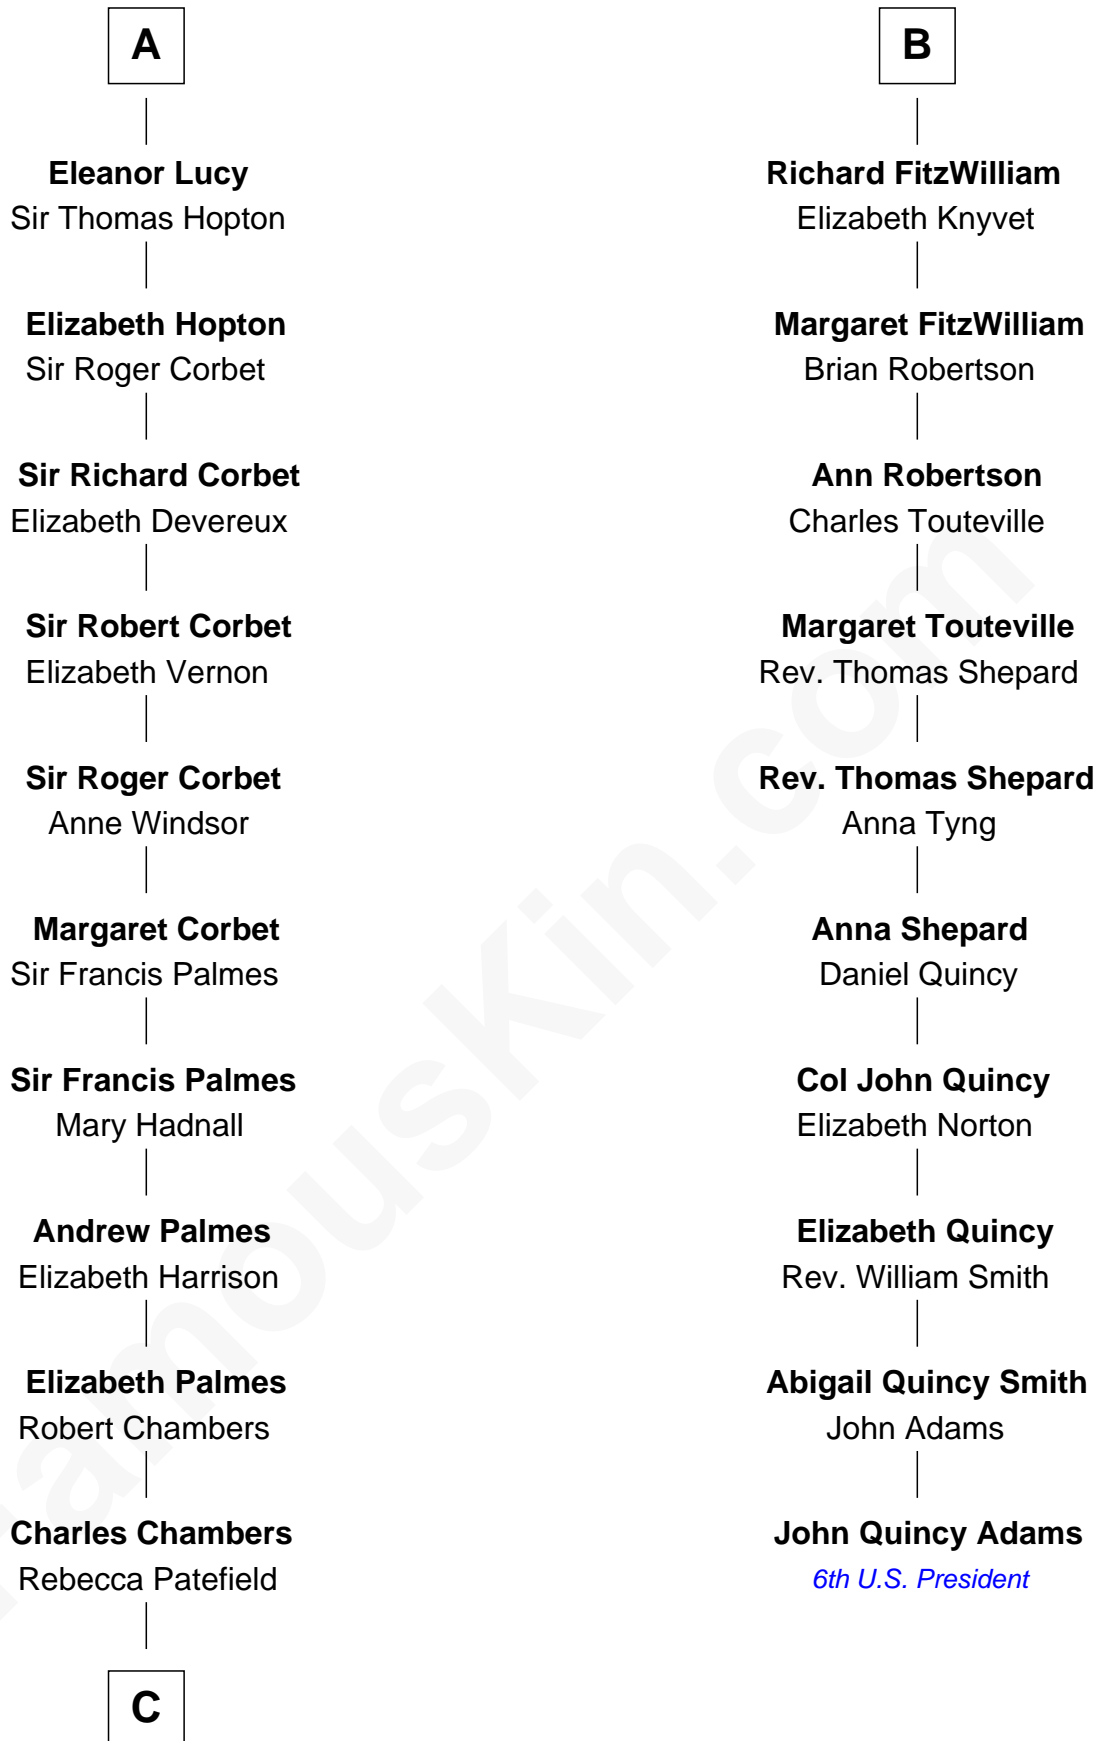 A
Eleanor Lucy
Sir Thomas Hopton
Elizabeth Hopton
Sir Roger Corbet
Sir Richard Corbet
Elizabeth Devereux
Sir Robert Corbet
Elizabeth Vernon
Sir Roger Corbet
Anne Windsor
Margaret Corbet
Sir Francis Palmes
Sir Francis Palmes
Mary Hadnall
Andrew Palmes
Elizabeth Harrison
Elizabeth Palmes
Robert Chambers
Charles Chambers
Rebecca Patefield
C
B
Richard FitzWilliam
Elizabeth Knyvet
Margaret FitzWilliam
Brian Robertson
Ann Robertson
Charles Touteville
Margaret Touteville
Rev. Thomas Shepard
Rev. Thomas Shepard
Anna Tyng
Anna Shepard
Daniel Quincy
Col John Quincy
Elizabeth Norton
Elizabeth Quincy
Rev. William Smith
Abigail Quincy Smith
John Adams
John Quincy Adams
6th U.S. President
FamousKin.com